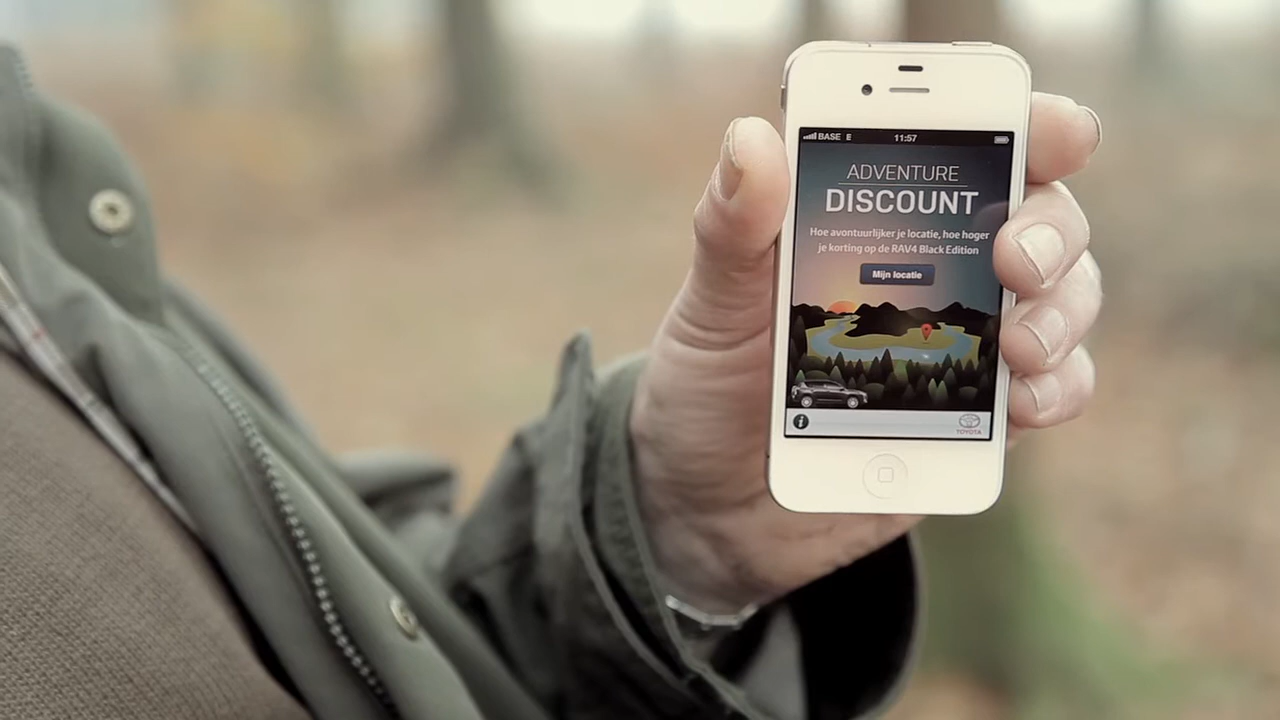 BASE E 11:57
ADVENTURE
DISCOUNT
Hoe avontuurlijker je locatie, hoe hoger
je korting op de RAV4 Black Edition
Mijn locatie
i
TOYOTA